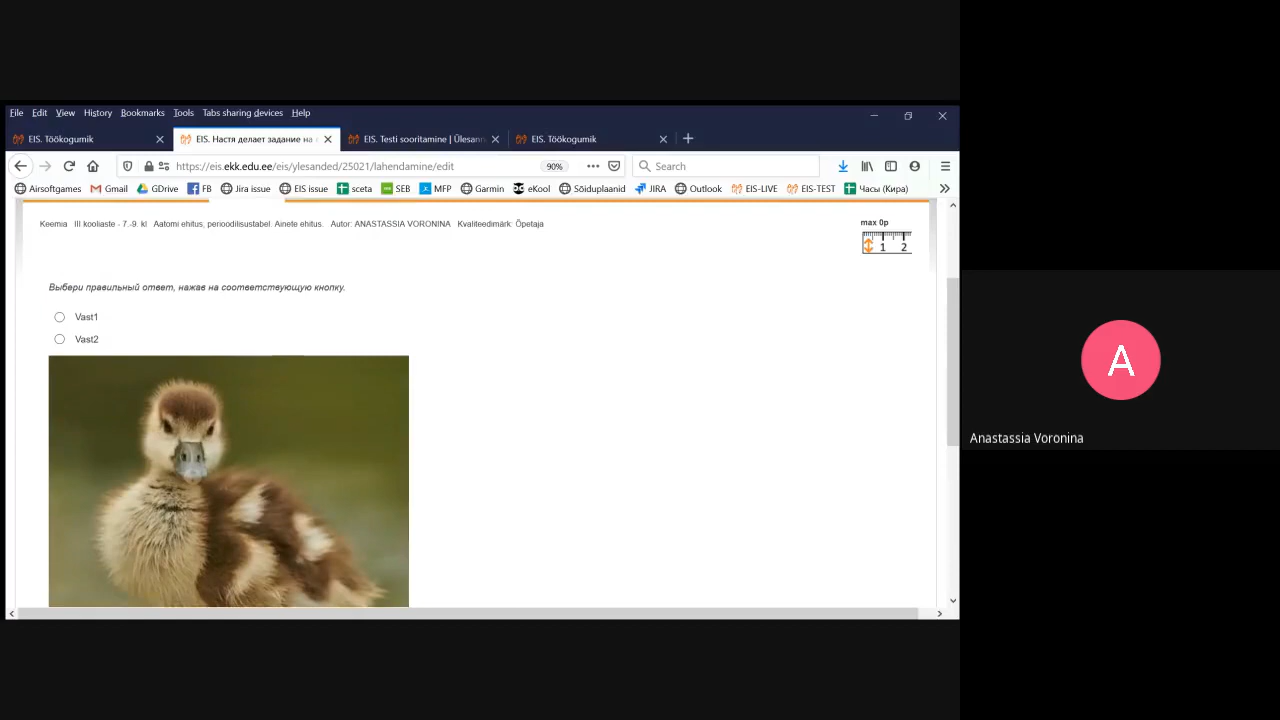 File Edit View History Bookmarks Tools Tabs sharing devices Help
EIS. Töökogumik EIS. Настя делает задание на EIS. Testi sooritamine | Ülesann EIS. Töökogumik
https://eis.ekk.edu.ee/eis/ylesanded/25021/lahendamine/edit 90% Search
Airsoftgames Gmail GDrive FB Jira issue EIS issue sceta SEB MFP Garmin eKool Sõiduplaanid JIRA Outlook EIS-LIVE EIS-TEST Часы (Кира)
Keemia III kooliaste - 7.-9. kl Aatomi ehitus, perioodilisustabel. Ainete ehitus. Autor: ANASTASSIA VORONINA Kvaliteedimärk: Õpetaja
max 0p
1 2
Выбери правильный ответ, нажав на соответствующую кнопку.
Vast1
Vast2
A
Anastassia Voronina